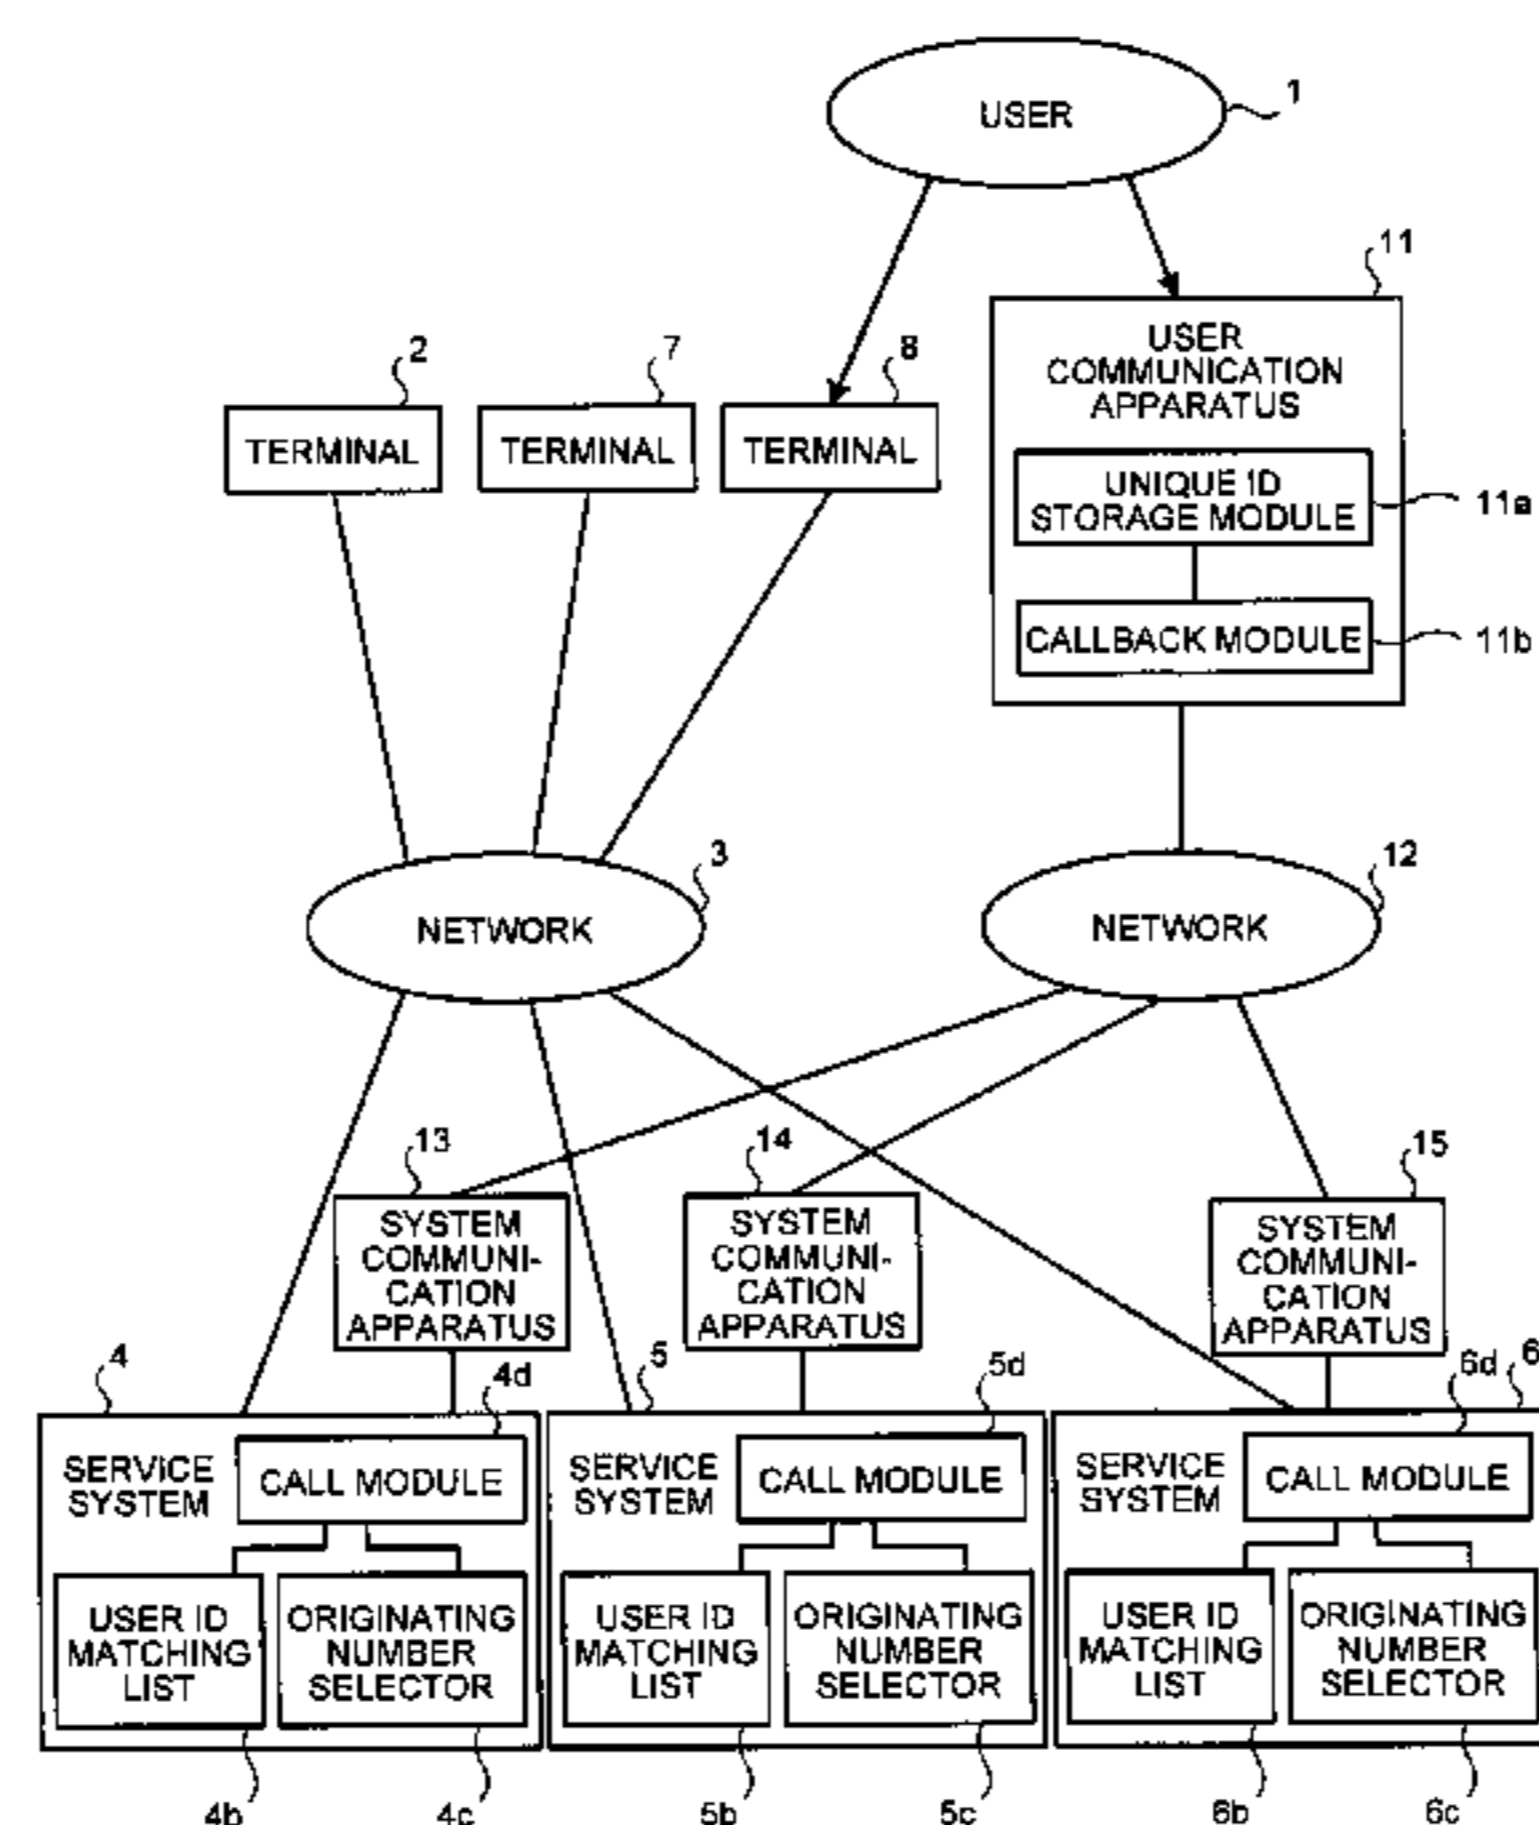 USER
1
11
USER
COMMUNICATION
APPARATUS
2
7
8
TERMINAL
TERMINAL
TERMINAL
UNIQUE ID
STORAGE MODULE
11a
CALLBACK MODULE
11b
3
12
NETWORK
NETWORK
13
14
15
SYSTEM
COMMUNI-
CATION
APPARATUS
SYSTEM
COMMUNI-
CATION
APPARATUS
SYSTEM
COMMUNI-
CATION
APPARATUS
4
4d
5
5d
6d
6
SERVICE
SYSTEM
CALL MODULE
SERVICE
SYSTEM
CALL MODULE
SERVICE
SYSTEM
CALL MODULE
USER ID
MATCHING
LIST
ORIGINATING
NUMBER
SELECTOR
USER ID
MATCHING
LIST
ORIGINATING
NUMBER
SELECTOR
USER ID
MATCHING
LIST
ORIGINATING
NUMBER
SELECTOR
4b
4c
5b
5c
6b
6c